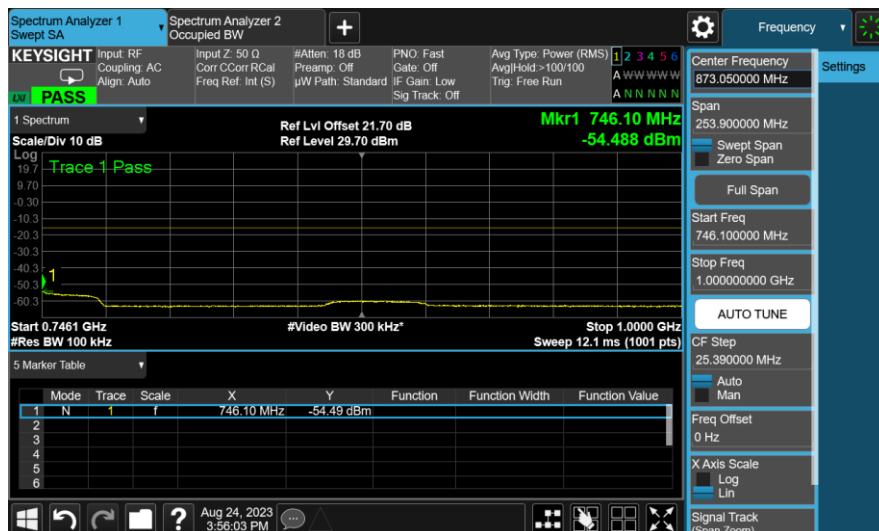 Spectrum Analyzer 1
Swept SA
Spectrum Analyzer 2
Occupied BW
Frequency
KEYSIGHT
Input: RF
Coupling: AC
Align: Auto
Input Z: 50 Ω
Corr CCorr RCal
Freq Ref: Int (S)
#Atten: 18 dB
Preamp: Off
µW Path: Standard
PNO: Fast
Gate: Off
IF Gain: Low
Sig Track: Off
Avg Type: Power (RMS)
Avg|Hold:>100/100
Trig: Free Run
1 2 3 4 5 6
A W W W W W
A N N N N N
LXI
PASS
1 Spectrum
Scale/Div 10 dB
Ref Lvl Offset 21.70 dB
Ref Level 29.70 dBm
Mkr1 746.10 MHz
-54.488 dBm
Log
Trace 1 Pass
19.7
9.70
-0.30
-10.3
-20.3
-30.3
-40.3
-50.3
-60.3
1
Start 0.7461 GHz
#Res BW 100 kHz
#Video BW 300 kHz*
Stop 1.0000 GHz
Sweep 12.1 ms (1001 pts)
5 Marker Table
Mode Trace Scale X Y Function Function Width Function Value
1 N 1 f 746.10 MHz -54.49 dBm
2
3
4
5
6
?
Aug 24, 2023
3:56:03 PM
Center Frequency
873.050000 MHz
Settings
Span
253.900000 MHz
Swept Span
Zero Span
Full Span
Start Freq
746.100000 MHz
Stop Freq
1.000000000 GHz
AUTO TUNE
CF Step
25.390000 MHz
Auto
Man
Freq Offset
0 Hz
X Axis Scale
Log
Lin
Signal Track
(Span Zoom)